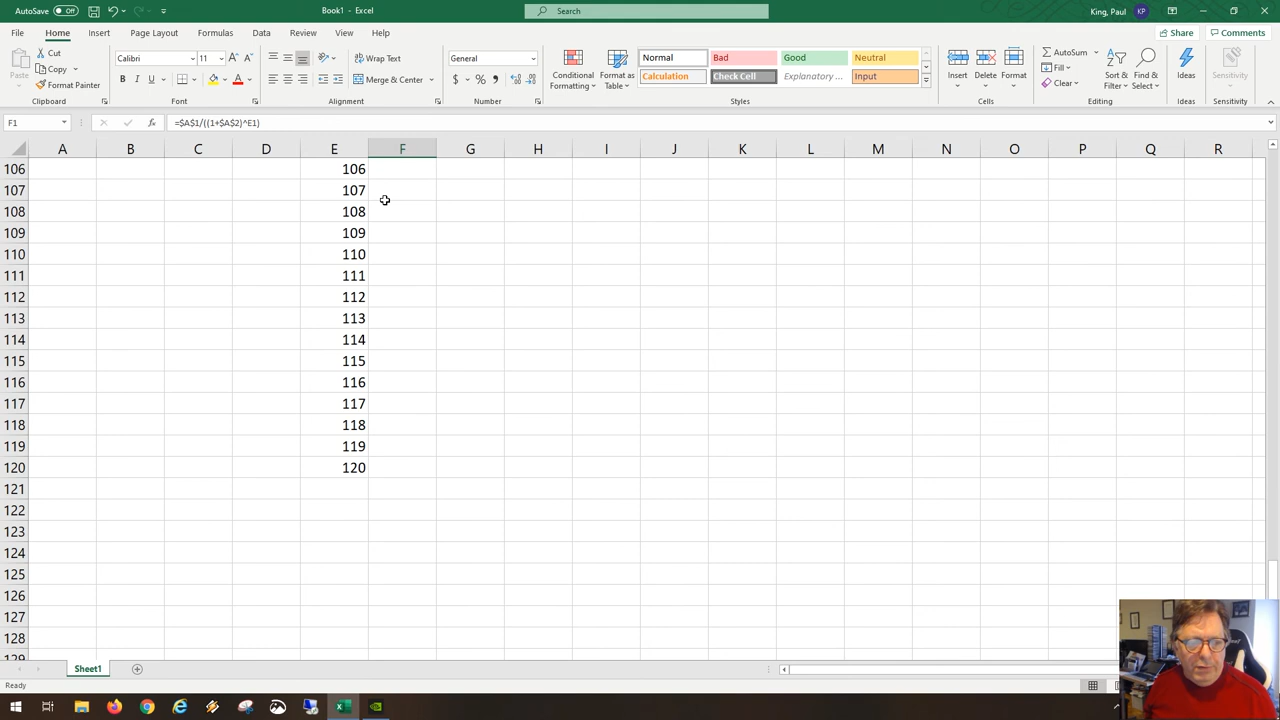 AutoSave Off
Book1 - Excel
Search
King, Paul KP
File Home Insert Page Layout Formulas Data Review View Help Share Comments
Paste Cut Copy Format Painter Clipboard
Calibri 11 A A B I U A Font
Wrap Text Merge & Center Alignment
General $ % Number
Conditional Formatting Format as Table
Normal Bad Good Neutral
Calculation Check Cell Explanatory ... Input
Styles
Insert Delete Format Cells
AutoSum Fill Clear Sort & Filter Find & Select Editing
Ideas Ideas
Sensitivity Sensitivity
F1 fx =$A$1/((1+$A$2)^E1)
A B C D E F G H I J K L M N O P Q R
106 106
107 107
108 108
109 109
110 110
111 111
112 112
113 113
114 114
115 115
116 116
117 117
118 118
119 119
120 120
121
122
123
124
125
126
127
128
129
Sheet1
Ready